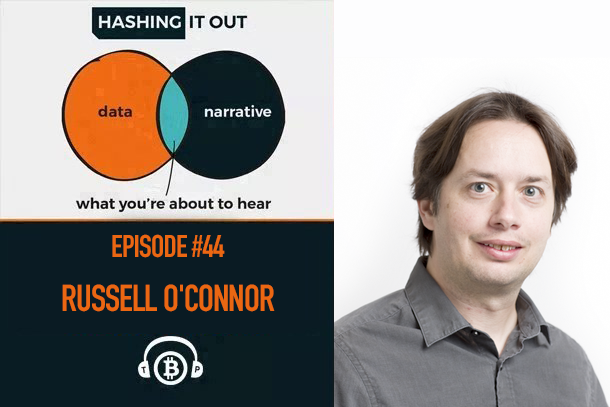 HASHING IT OUT
data narrative
what you're about to hear
EPISODE #44
RUSSELL O'CONNOR
T B P